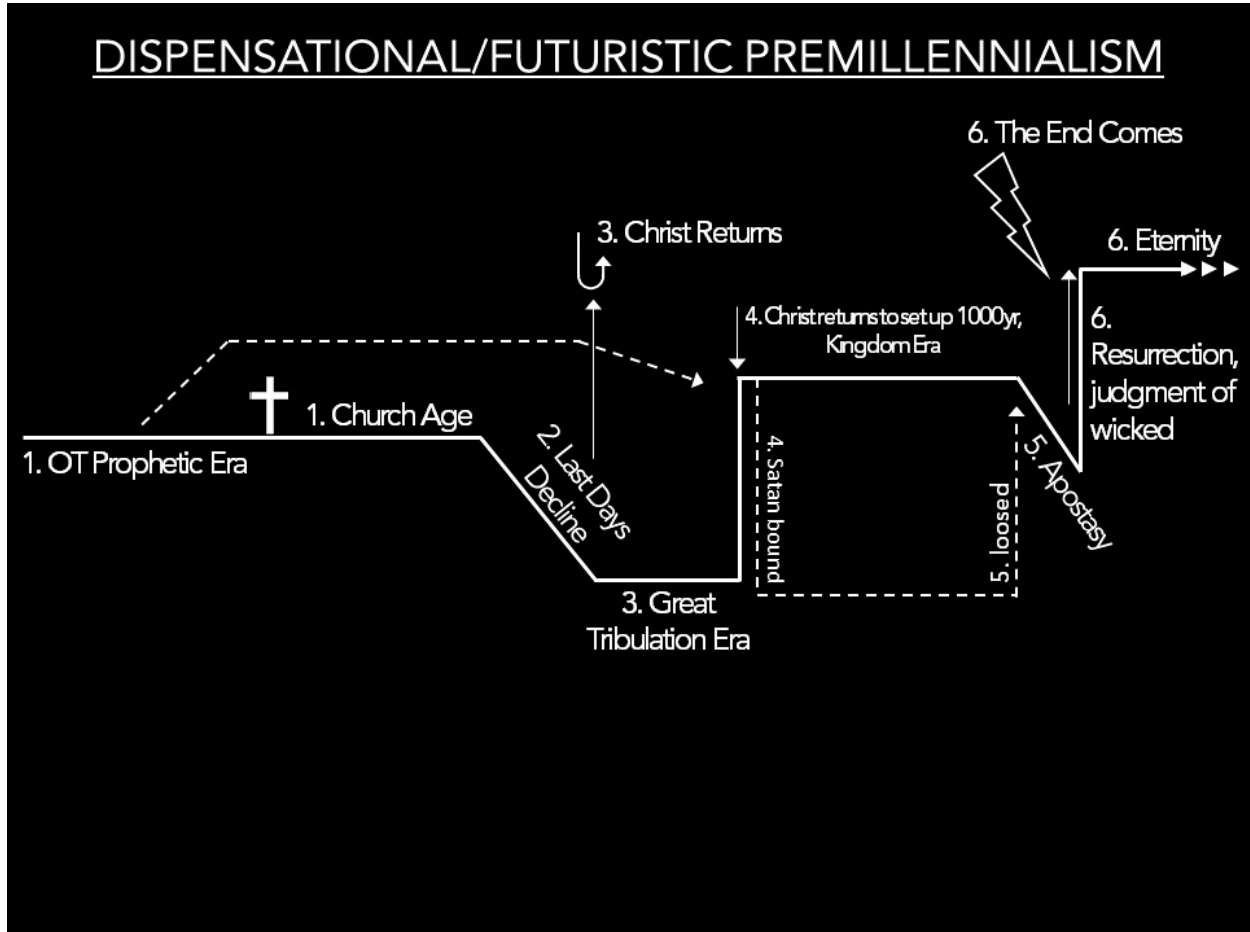 DISPENSATIONAL/FUTURISTIC PREMILLENNIALISM
6. The End Comes
3. Christ Returns
6. Eternity
4. Christ returns to set up 1000 yr,
Kingdom Era
6.
Resurrection,
judgment of
wicked
1. Church Age
1. OT Prophetic Era
2. Last Days
Decline
4. Satan bound
5. loosed
5. Apostasy
3. Great
Tribulation Era